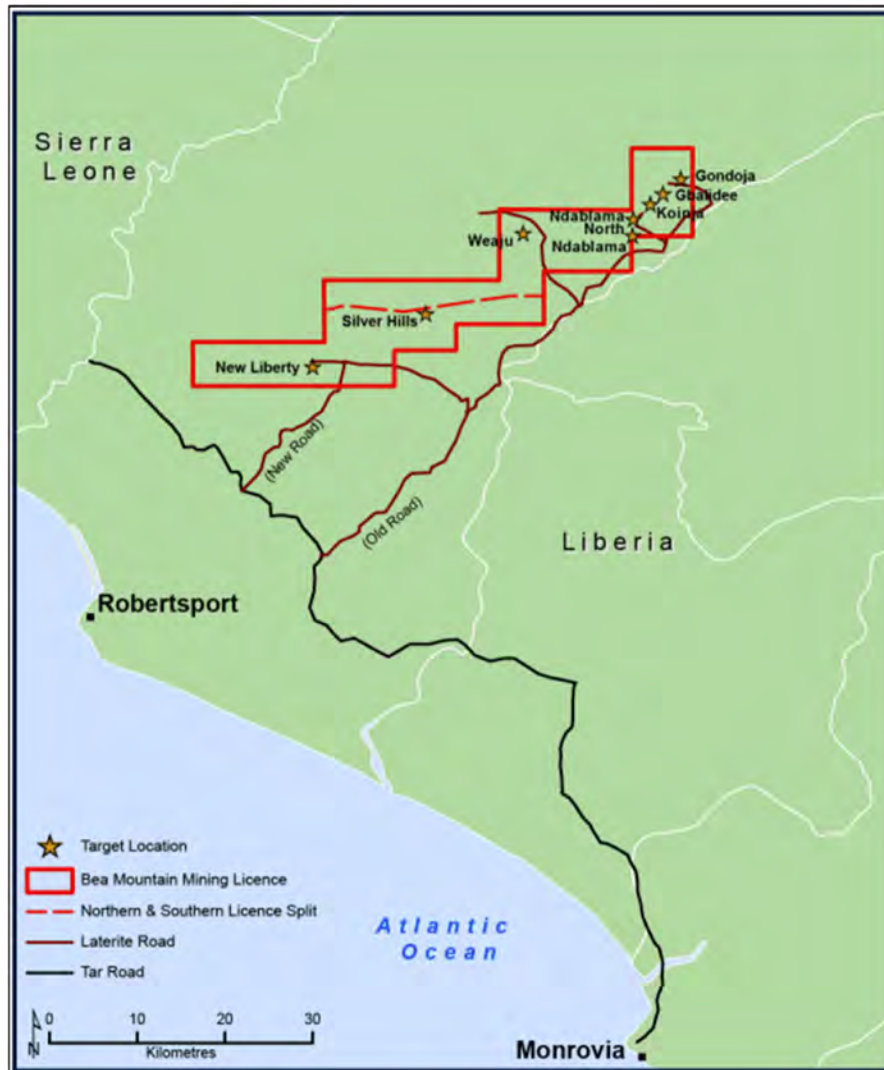 Sierra
Leone
Gondoja
Gbalidee
Koinja
Ndablama
North
Ndablama
Weaju
Silver Hills
New Liberty
(New Road)
(Old Road)
Liberia
Robertsport
Target Location
Bea Mountain Mining Licence
Northern & Southern Licence Split
Laterite Road
Tar Road
Atlantic
Ocean
N
0 10 20 30
Kilometres
Monrovia